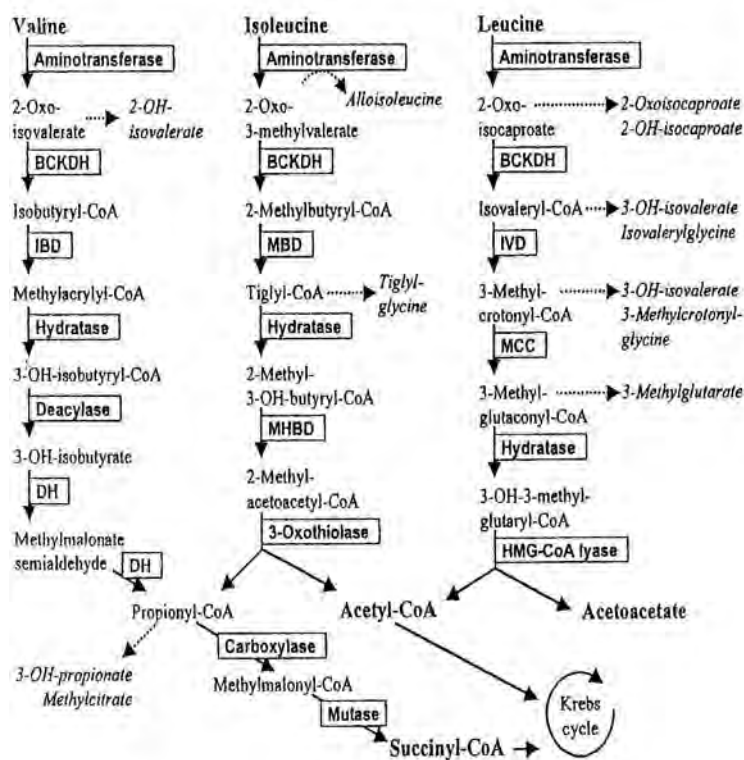 Valine
Aminotransferase
2-Oxo-
isovalerate
2-OH-
isovalerate
BCKDH
Isobutyryl-CoA
IBD
Methylacrylyl-CoA
Hydratase
3-OH-isobutyryl-CoA
Deacylase
3-OH-isobutyrate
DH
Methylmalonate
semialdehyde
DH
Isoleucine
Aminotransferase
Alloisoleucine
2-Oxo-
3-methylvalerate
BCKDH
2-Methylbutyryl-CoA
MBD
Tiglyl-CoA
Tiglyl-
glycine
Hydratase
2-Methyl-
3-OH-butyryl-CoA
MHBD
2-Methyl-
acetoacetyl-CoA
3-Oxothiolase
Leucine
Aminotransferase
2-Oxo-
isocaproate
2-Oxoisocaproate
2-OH-isocaproate
BCKDH
Isovaleryl-CoA
3-OH-isovalerate
Isovalerylglycine
IVD
3-Methyl-
crotonyl-CoA
3-OH-isovalerate
3-Methylcrotonyl-
glycine
MCC
3-Methyl-
glutaconyl-CoA
3-Methylglutarate
Hydratase
3-OH-3-methyl-
glutaryl-CoA
HMG-CoA lyase
Propionyl-CoA
Acetyl-CoA
Acetoacetate
3-OH-propionate
Methylcitrate
Carboxylase
Methylmalonyl-CoA
Mutase
Succinyl-CoA
Krebs
cycle